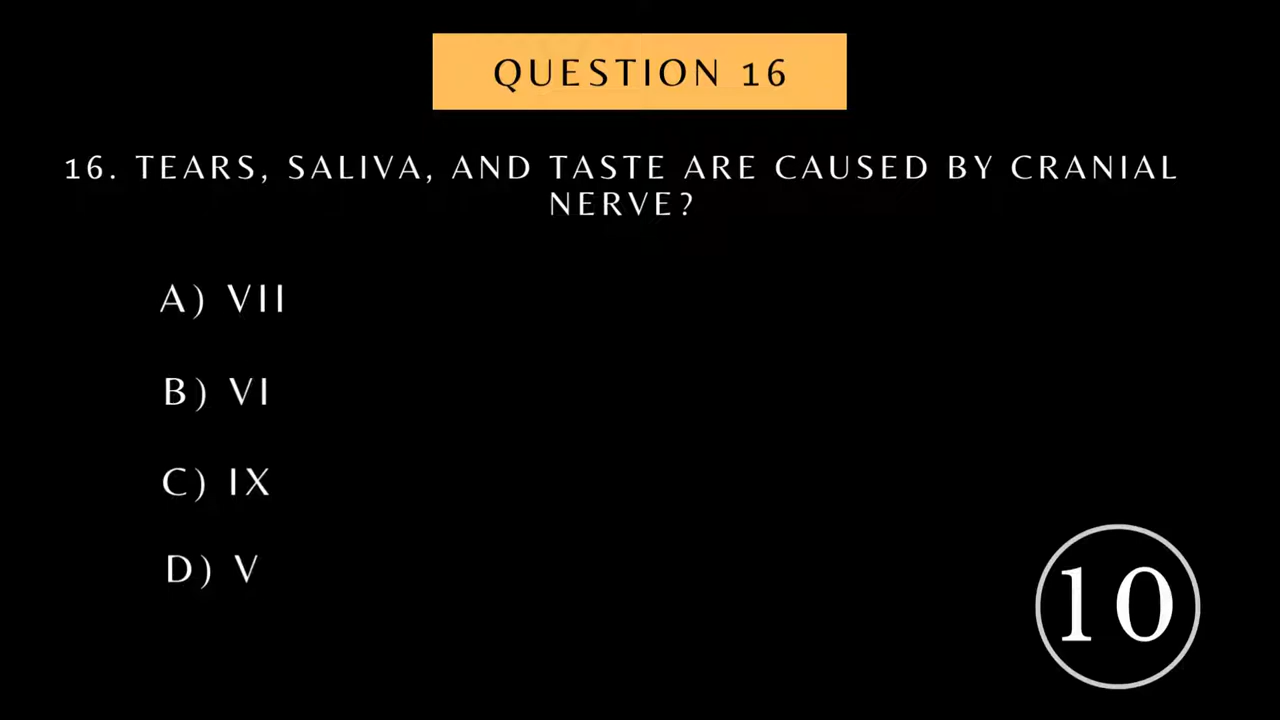 QUESTION 16
16. TEARS, SALIVA, AND TASTE ARE CAUSED BY CRANIAL
NERVE?
A) VII
B) VI
C) IX
D) V
10